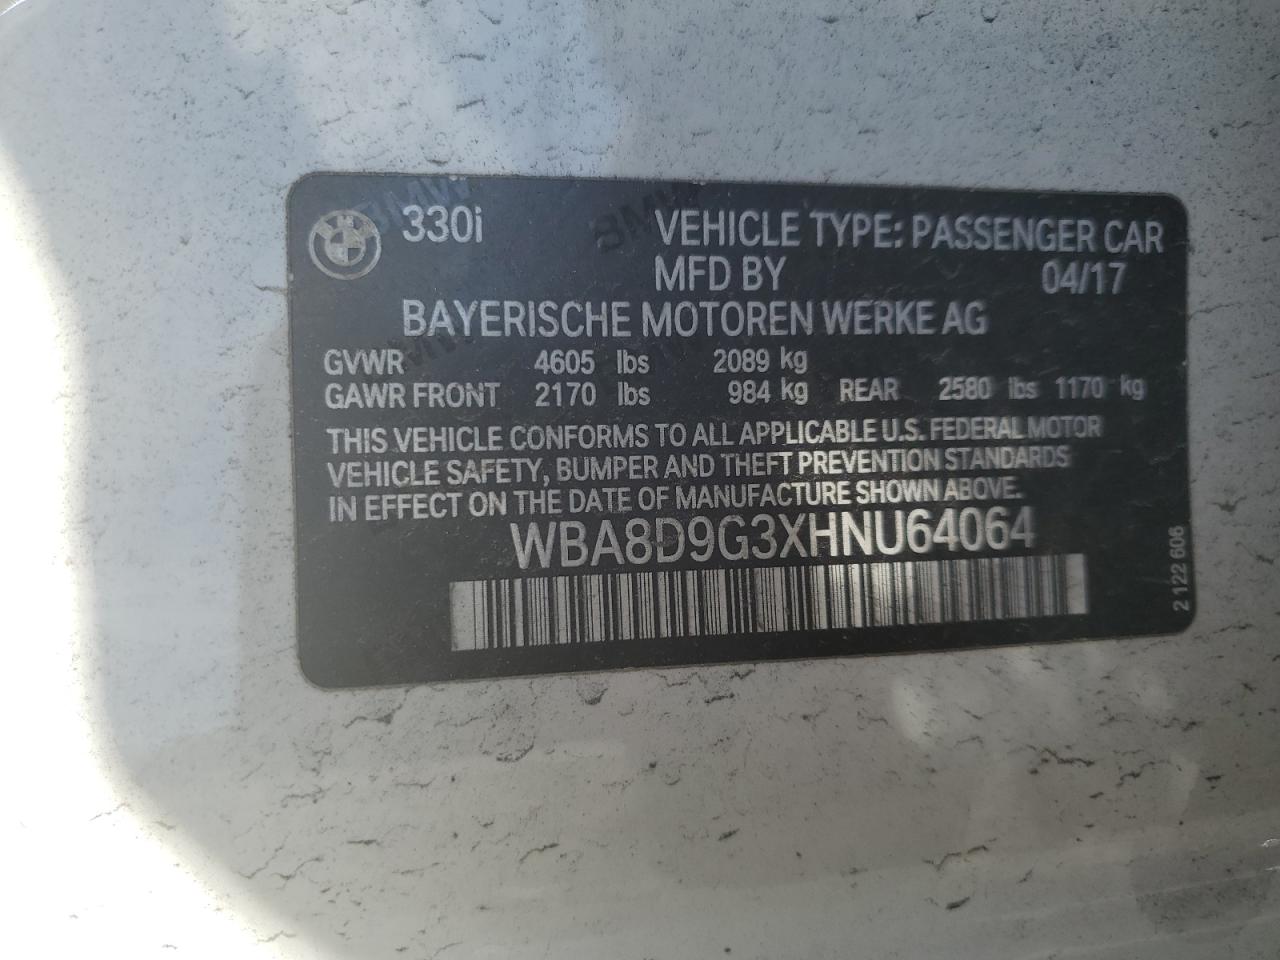 330i VEHICLE TYPE: PASSENGER CAR
MFD BY 04/17
BAYERISCHE MOTOREN WERKE AG
GVWR 4605 lbs 2089 kg
GAWR FRONT 2170 lbs 984 kg REAR 2580 lbs 1170 kg
THIS VEHICLE CONFORMS TO ALL APPLICABLE U.S. FEDERAL MOTOR
VEHICLE SAFETY, BUMPER AND THEFT PREVENTION STANDARDS
IN EFFECT ON THE DATE OF MANUFACTURE SHOWN ABOVE.
WBA8D9G3XHNU64064
2 122 606
BMW
BMW